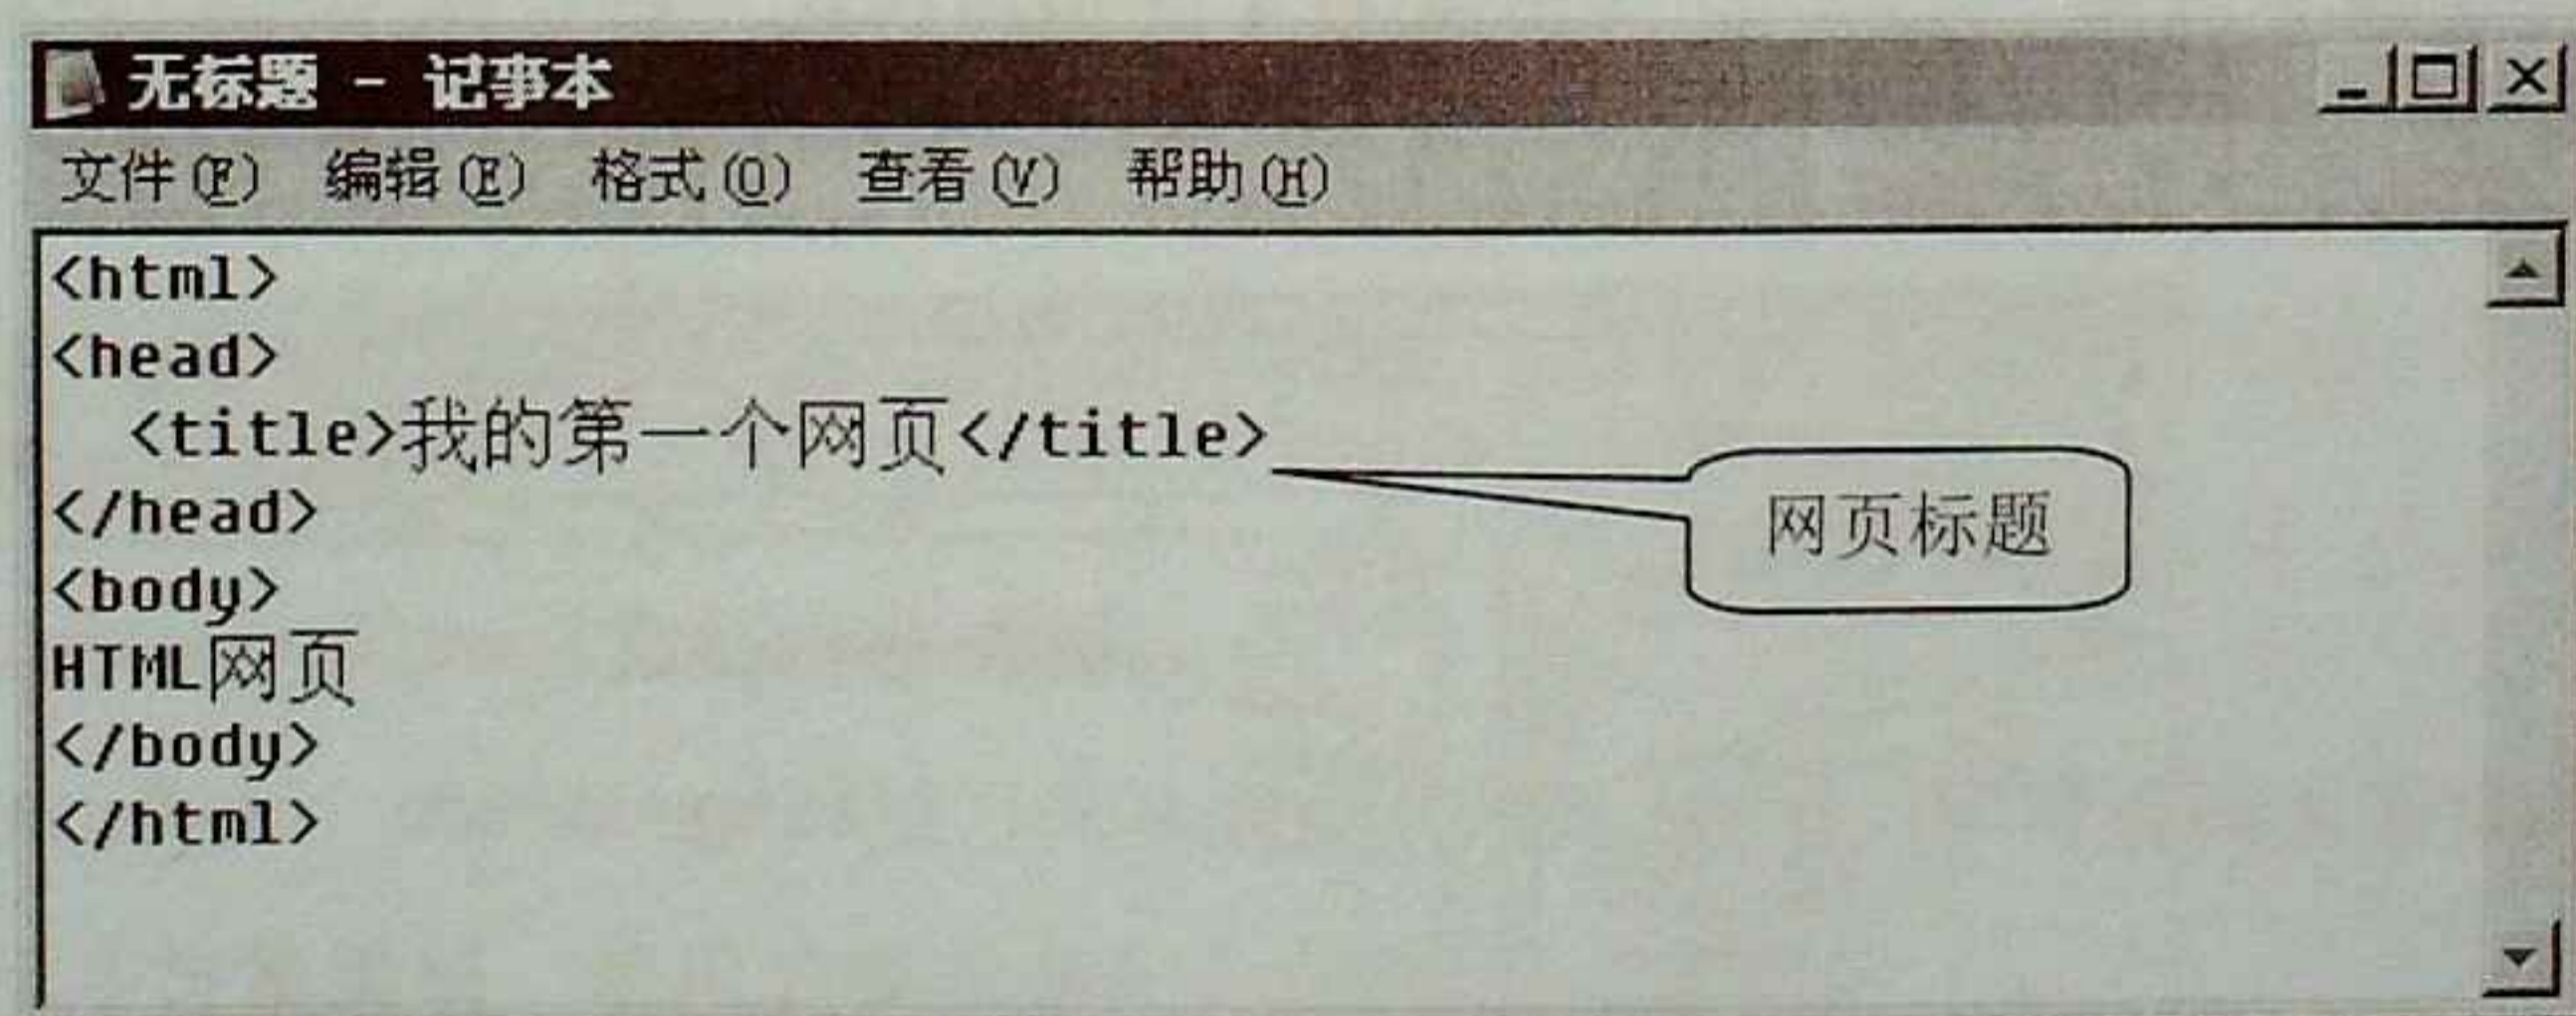 无标题 - 记事本
文件(F) 编辑(E) 格式(O) 查看(V) 帮助(H)
<html>
<head>
  <title>我的第一个网页</title>
</head>
<body>
HTML网页
</body>
</html>
网页标题